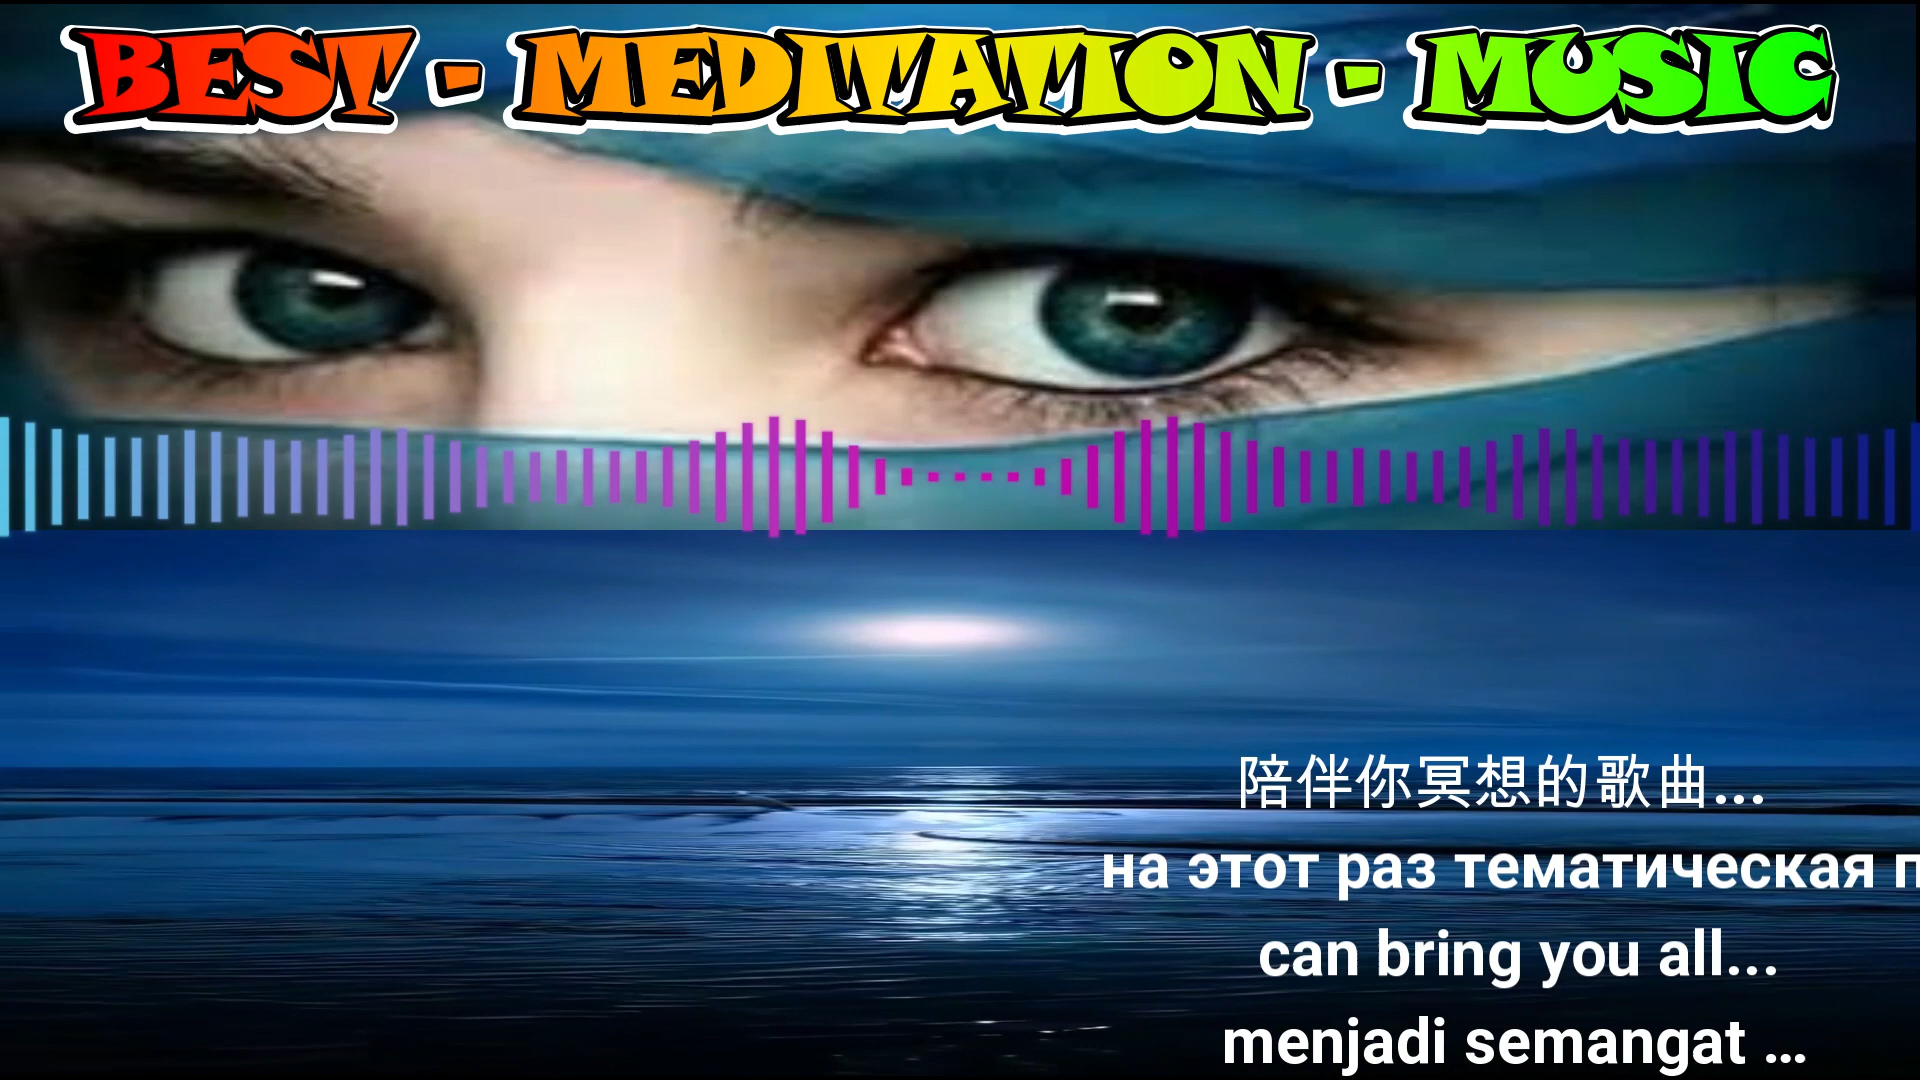 BEST - MEDITATION - MUSIC
陪伴你冥想的歌曲...
на этот раз тематическая п
can bring you all...
menjadi semangat ...